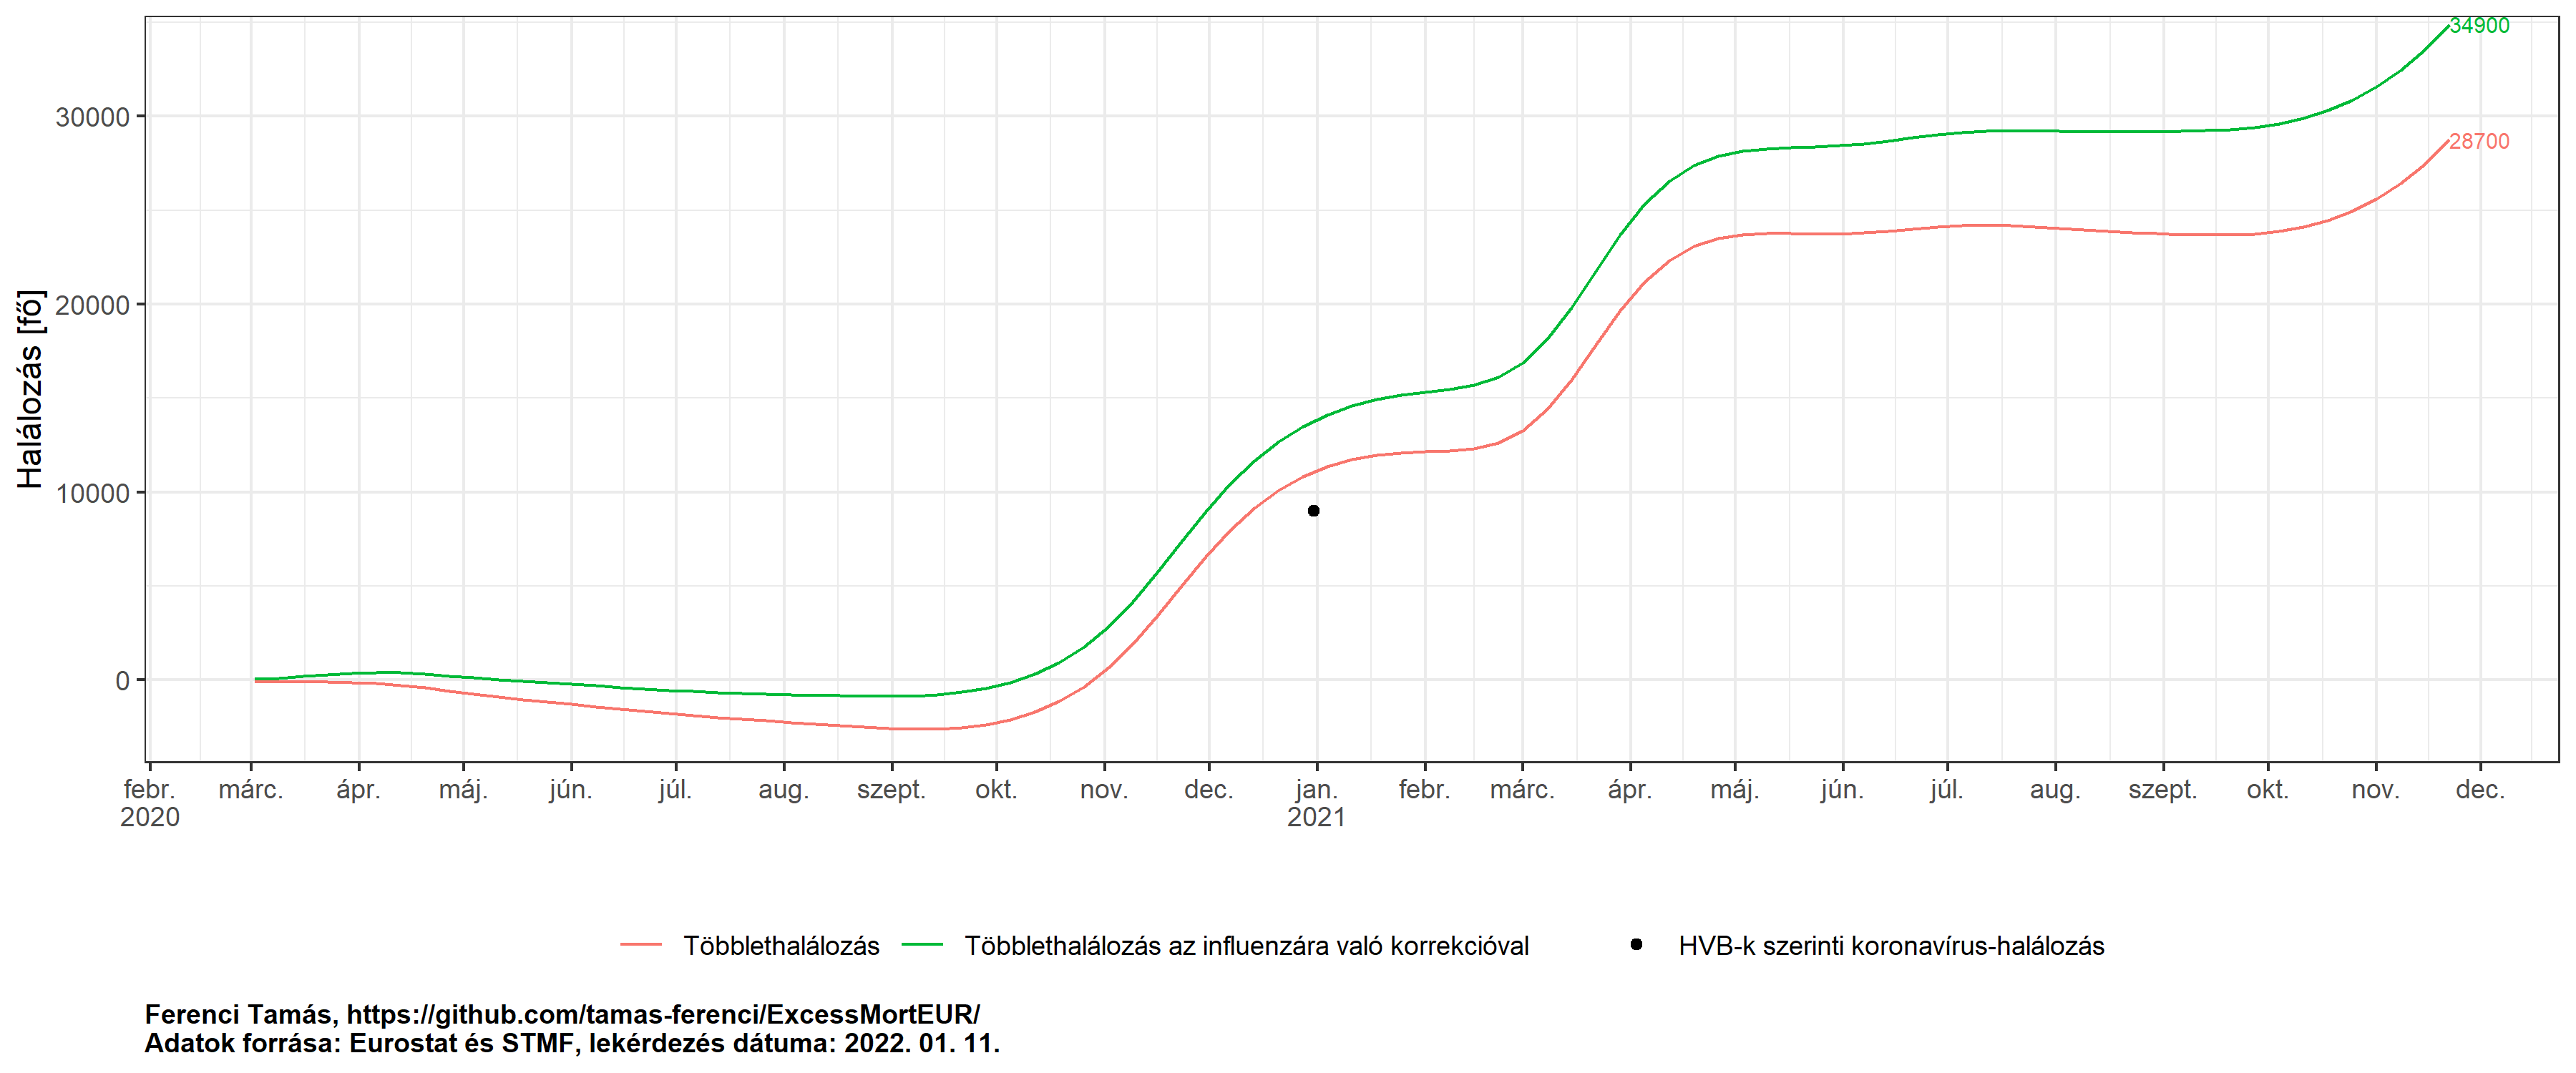 34900
30000
28700
20000
10000
0
Halálozás [fő]
febr. márc. ápr. máj. jún. júl. aug. szept. okt. nov. dec. jan. febr. márc. ápr. máj. jún. júl. aug. szept. okt. nov. dec.
2020 2021
Többlethalálozás Többlethalálozás az influenzára való korrekcióval HVB-k szerinti koronavírus-halálozás
Ferenci Tamás, https://github.com/tamas-ferenci/ExcessMortEUR/
Adatok forrása: Eurostat és STMF, lekérdezés dátuma: 2022. 01. 11.